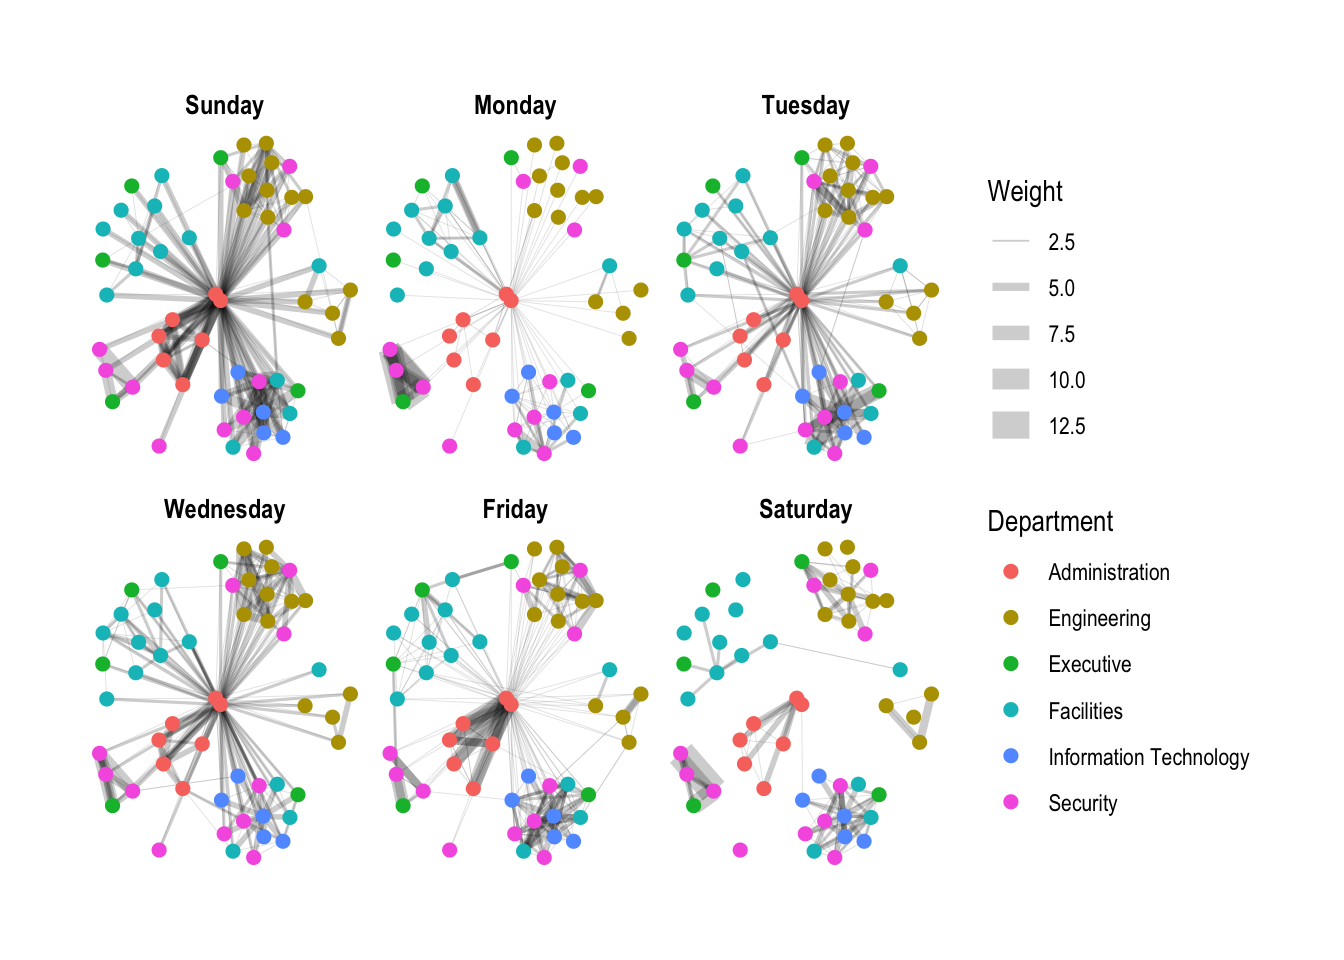 Sunday
Monday
Tuesday
Wednesday
Friday
Saturday
Weight
2.5
5.0
7.5
10.0
12.5
Department
Administration
Engineering
Executive
Facilities
Information Technology
Security